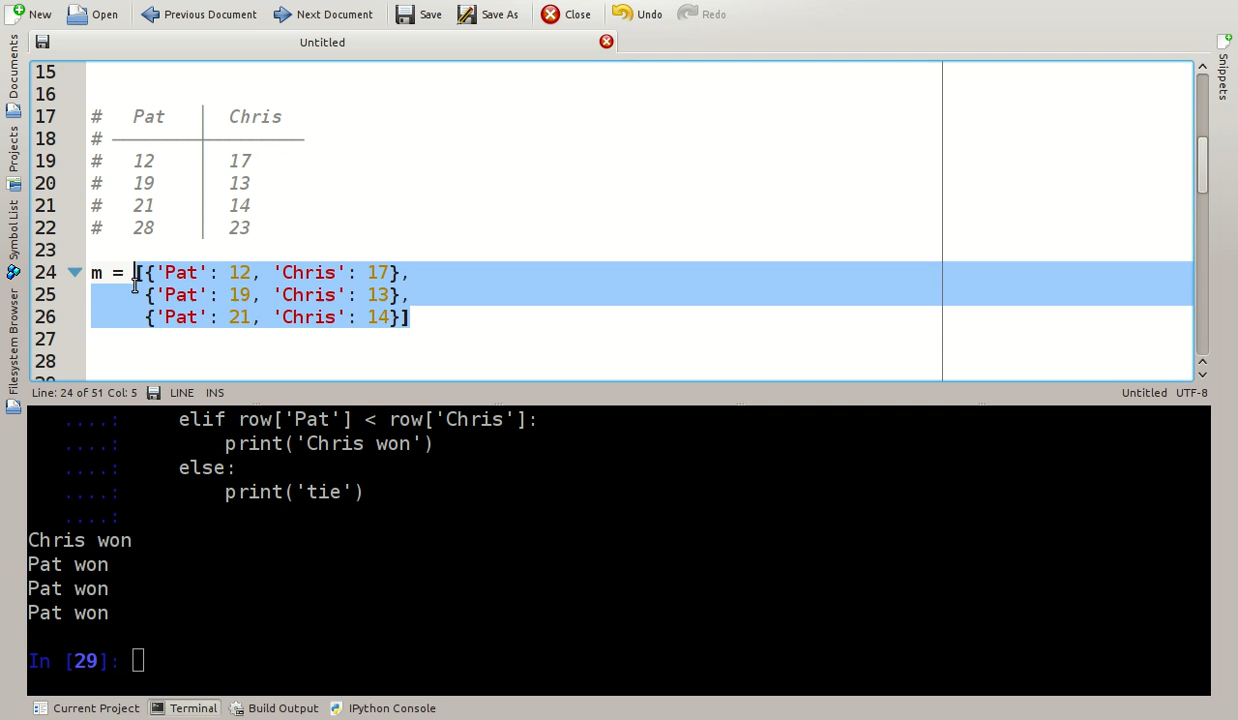 New Open Previous Document Next Document Save Save As Close Undo Redo
Untitled
Documents
Projects
Symbol List
Filesystem Browser
Snippets
15
16
17 # Pat Chris
18 #
19 # 12 17
20 # 19 13
21 # 21 14
22 # 28 23
23
24 m = [{'Pat': 12, 'Chris': 17},
25 {'Pat': 19, 'Chris': 13},
26 {'Pat': 21, 'Chris': 14}]
27
28
Line: 24 of 51 Col: 5 LINE INS Untitled UTF-8
....: elif row['Pat'] < row['Chris']:
....: print('Chris won')
....: else:
....: print('tie')
....:
Chris won
Pat won
Pat won
Pat won
In [29]:
Current Project Terminal Build Output IPython Console